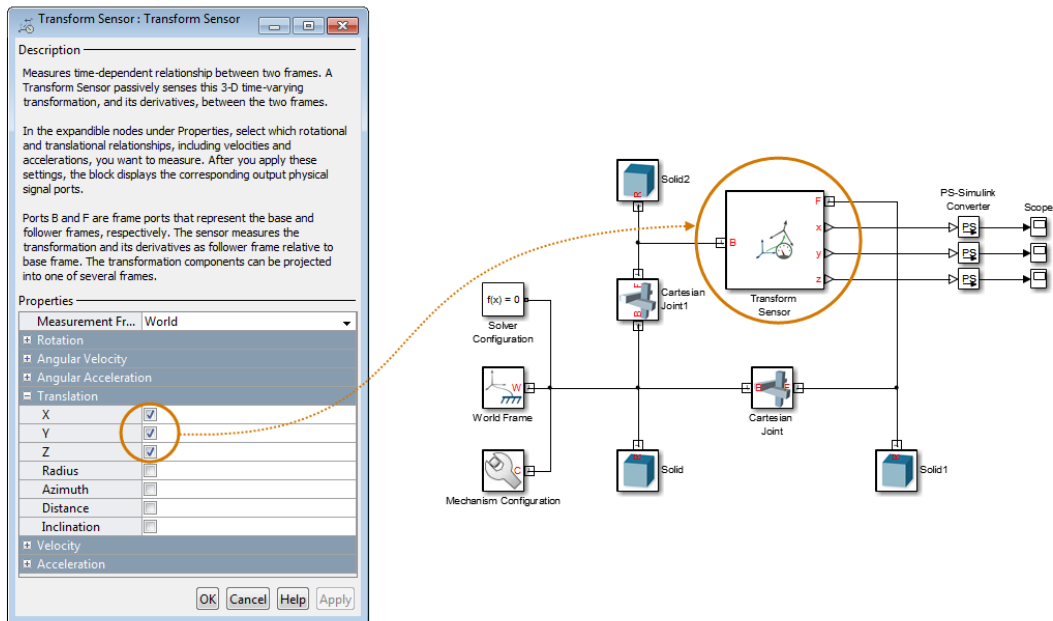 Transform Sensor : Transform Sensor
Description
Measures time-dependent relationship between two frames. A
Transform Sensor passively senses this 3-D time-varying
transformation, and its derivatives, between the two frames.
In the expandible nodes under Properties, select which rotational
and translational relationships, including velocities and
accelerations, you want to measure. After you apply these
settings, the block displays the corresponding output physical
signal ports.
Ports B and F are frame ports that represent the base and
follower frames, respectively. The sensor measures the
transformation and its derivatives as follower frame relative to
base frame. The transformation components can be projected
into one of several frames.
Properties
Measurement Fr... World
Rotation
Angular Velocity
Angular Acceleration
Translation
X
Y
Z
Radius
Azimuth
Distance
Inclination
Velocity
Acceleration
OK Cancel Help Apply
Solid2
R
B
F
x
y
z
Transform
Sensor
PS-Simulink
Converter
Scope
PS
PS
PS
F
B
Cartesian
Joint1
f(x) = 0
Solver
Configuration
W
World Frame
B F
Cartesian
Joint
C
Mechanism Configuration
R
Solid
R
Solid1